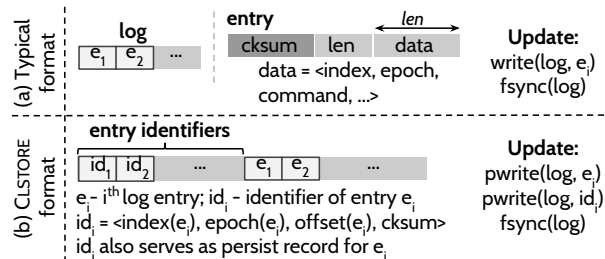 (a) Typical format
log
e1 e2 ...
entry
len
cksum len data
data = <index, epoch,
command, ...>
Update:
write(log, ei)
fsync(log)
(b) CLSTORE format
entry identifiers
id1 id2 ... e1 e2 ...
ei- ith log entry; idi - identifier of entry ei
idi = <index(ei), epoch(ei), offset(ei), cksum>
idi also serves as persist record for ei
Update:
pwrite(log, ei)
pwrite(log, idi)
fsync(log)